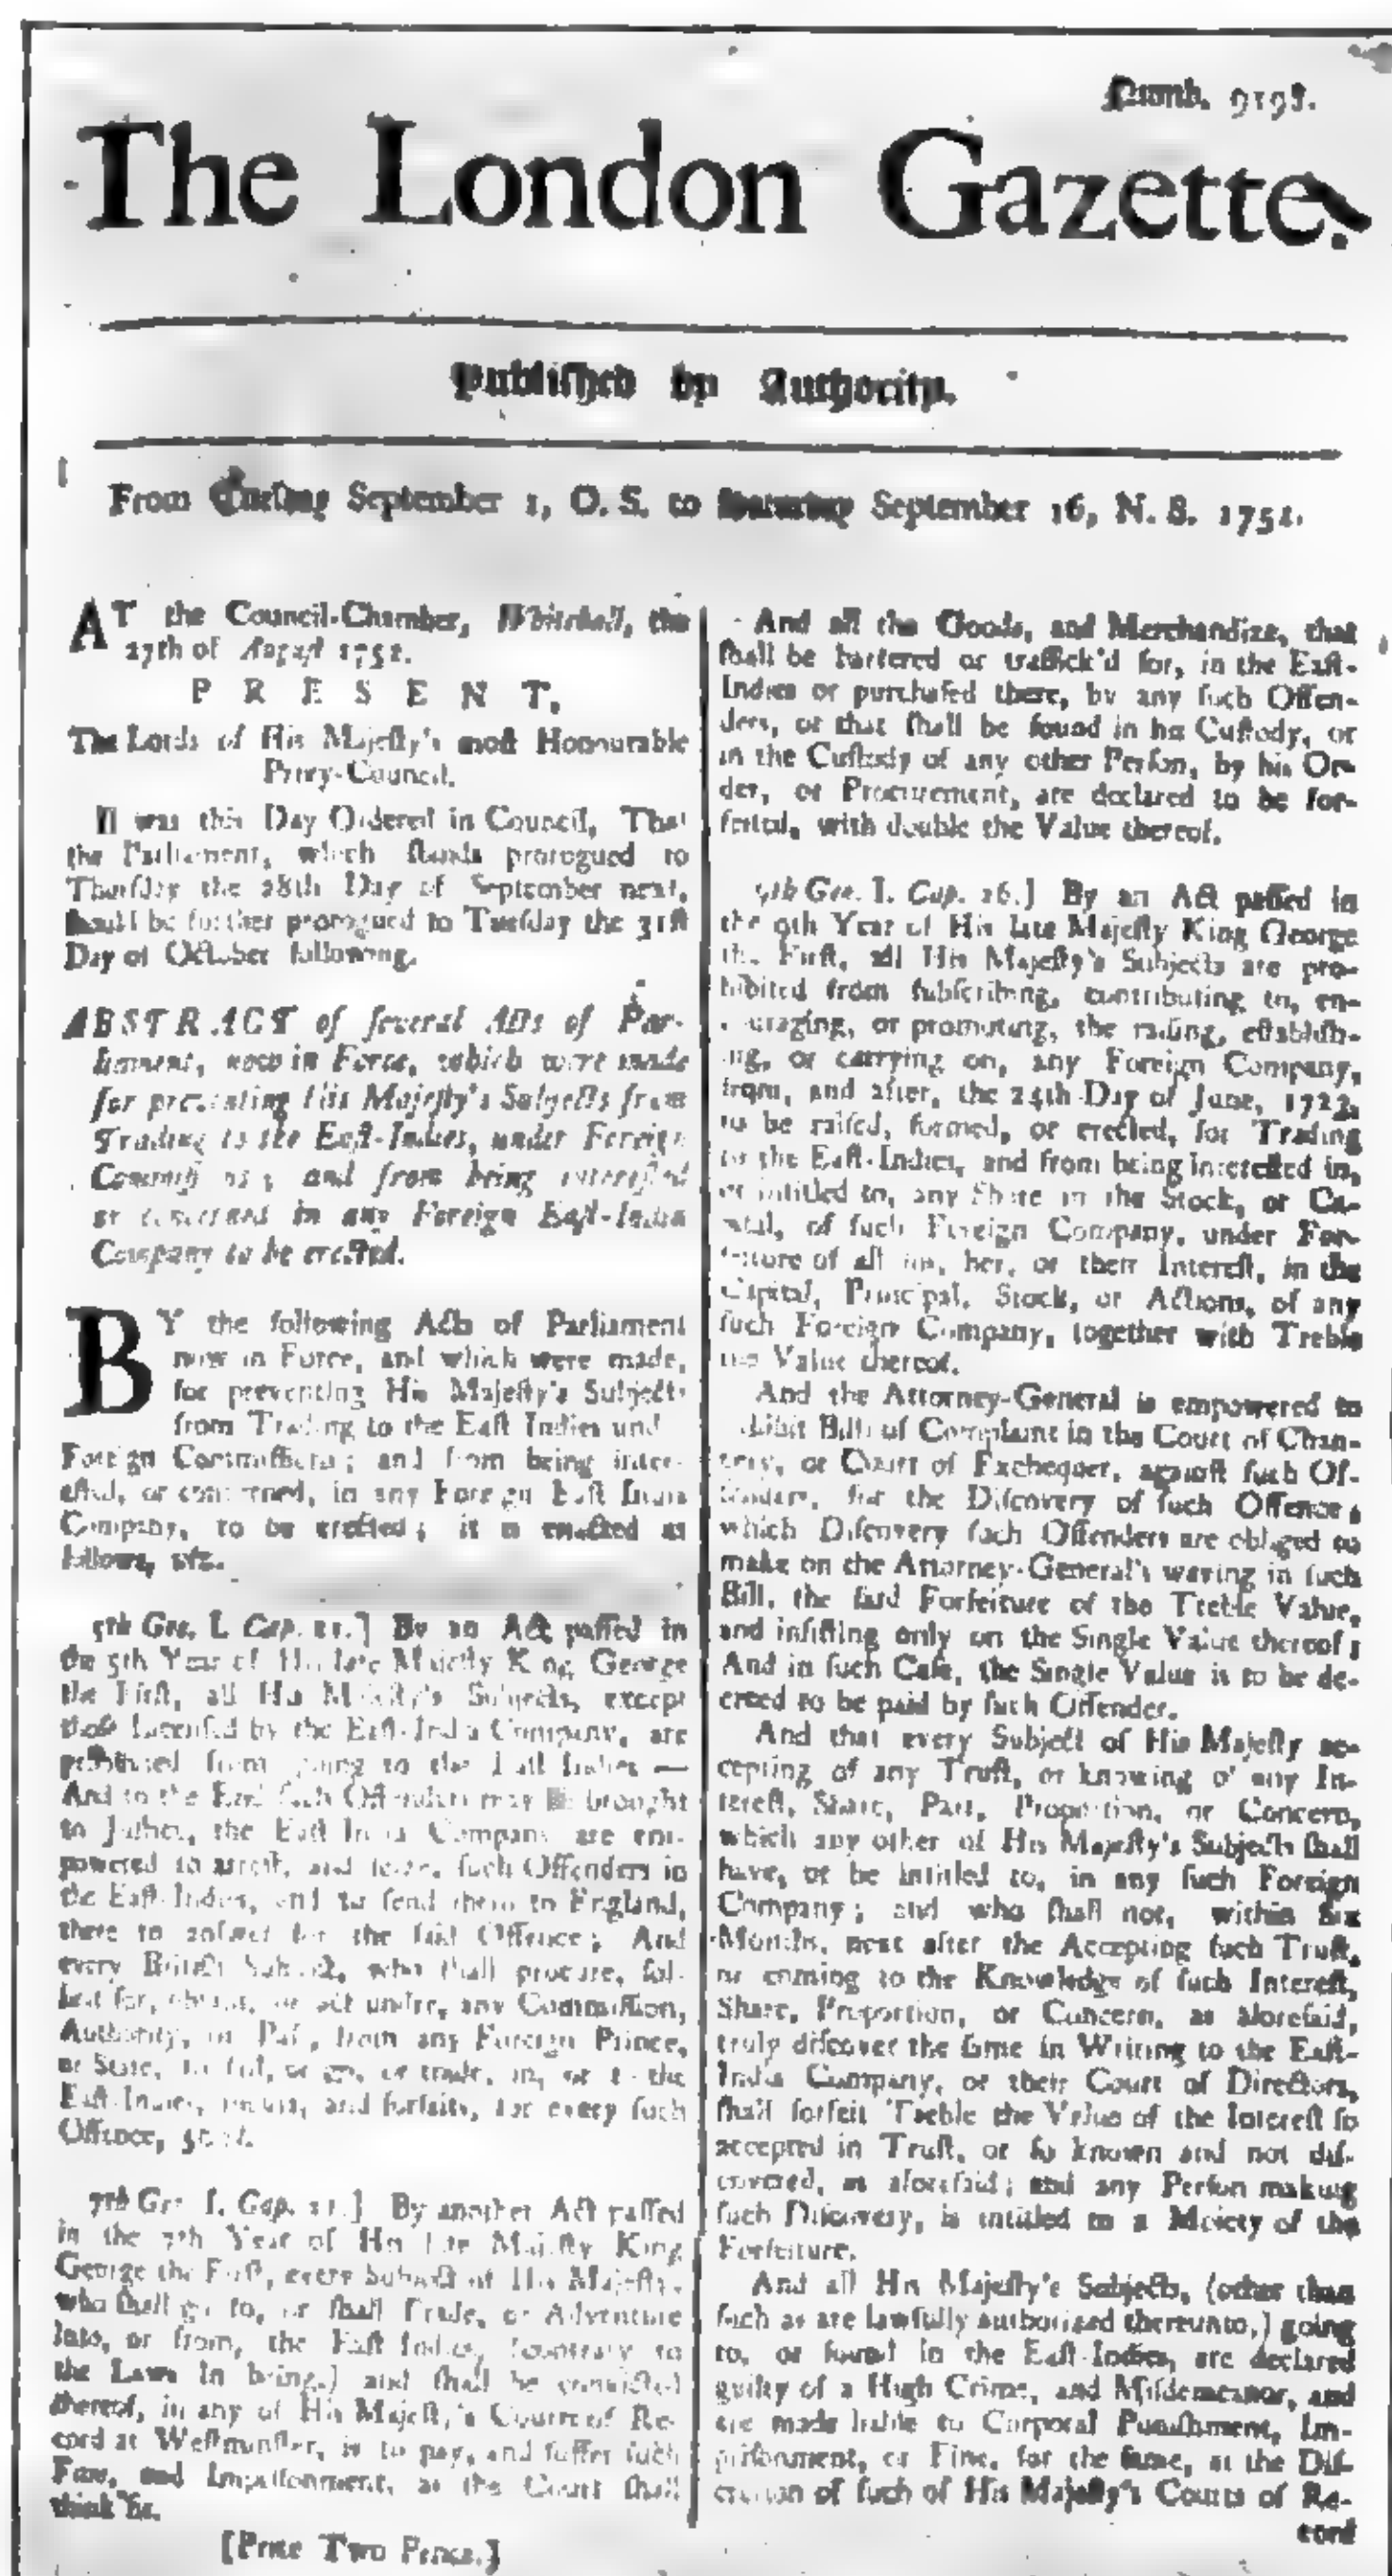 Numb. 9198.
The London Gazette.
Published by Authority.
From Tuesday September 1, O. S. to Saturday September 16, N. S. 1752.
AT the Council-Chamber, Whitehall, the
27th of August 1752.
PRESENT,
The Lords of His Majesty's most Honourable
Privy-Council.
It was this Day Ordered in Council, That
the Parliament, which stands prorogued to
Thursday the 28th Day of September next,
should be further prorogued to Tuesday the 31st
Day of October following.
ABSTRACT of several Acts of Par-
liament, now in Force, which were made
for preventing His Majesty's Subjects from
Trading to the East-Indies, under Foreign
Commissions; and from being interested
or concerned in any Foreign East-India
Company to be erected.
BY the following Acts of Parliament
now in Force, and which were made,
for preventing His Majesty's Subjects
from Trading to the East Indies und
Foreign Commissions; and from being inter-
ested, or concerned, in any Foreign East India
Company, to be erected; it is enacted as
follows, viz.
5th Geo. I. Cap. 21.] By an Act passed in
the 5th Year of His late Majesty King George
the First, all His Majesty's Subjects, except
those licensed by the East-India Company, are
prohibited from going to the East Indies —
And to the End such Offenders may be brought
to Justice, the East India Company are em-
powered to arrest, and seize, such Offenders in
the East-Indies, and to send them to England,
there to answer for the said Offence; And
every British Subject, who shall procure, sol-
licit for, obtain, or act under, any Commission,
Authority, or Pass, from any Foreign Prince,
or State, to sail, or go, or trade, in, or to the
East-Indies, incurs, and forfeits, for every such
Offence, 500 l.
7th Geo I. Cap. 21.] By another Act passed
in the 7th Year of His late Majesty King
George the First, every Subject of His Majesty,
who shall go to, or shall Trade, or Adventure
into, or from, the East Indies, (contrary to
the Laws in being,) and shall be convicted
thereof, in any of His Majesty's Courts of Re-
cord at Westminster, is to pay, and suffer such
Fine, and Imprisonment, as the Court shall
think fit.
[Price Two Pence.]
And all the Goods, and Merchandize, that
shall be bartered or traffick'd for, in the East-
Indies or purchased there, by any such Offen-
ders, or that shall be found in his Custody, or
in the Custody of any other Person, by his Or-
der, or Procurement, are declared to be for-
feited, with double the Value thereof.
9th Geo. I. Cap. 26.] By an Act passed in
the 9th Year of His late Majesty King George
the First, all His Majesty's Subjects are pro-
hibited from subscribing, contributing to, en-
couraging, or promoting, the raising, establish-
ing, or carrying on, any Foreign Company,
from, and after, the 24th Day of June, 1723,
to be raised, formed, or erected, for Trading
to the East-Indies, and from being interested in,
or intitled to, any Share in the Stock, or Ca-
pital, of such Foreign Company, under For-
feiture of all his, her, or their Interest, in the
Capital, Principal, Stock, or Actions, of any
such Foreign Company, together with Treble
the Value thereof.
And the Attorney-General is empowered to
exhibit Bills of Complaint in the Court of Chan-
cery, or Court of Exchequer, against such Of-
fenders, for the Discovery of such Offence;
which Discovery such Offenders are obliged to
make on the Attorney-General's waving in such
Bill, the said Forfeiture of the Treble Value,
and insisting only on the Single Value thereof;
And in such Case, the Single Value is to be de-
creed to be paid by such Offender.
And that every Subject of His Majesty ac-
cepting of any Trust, or knowing of any In-
terest, Share, Part, Proportion, or Concern,
which any other of His Majesty's Subjects shall
have, or be intitled to, in any such Foreign
Company; and who shall not, within Six
Months, next after the Accepting such Trust,
or coming to the Knowledge of such Interest,
Share, Proportion, or Concern, as aforesaid,
truly discover the same in Writing to the East-
India Company, or their Court of Directors,
shall forfeit Treble the Value of the Interest so
accepted in Trust, or so known and not dis-
covered, as aforesaid; and any Person making
such Discovery, is intitled to a Moiety of the
Forfeiture.
And all His Majesty's Subjects, (other than
such as are lawfully authorised thereunto,) going
to, or found in the East-Indies, are declared
guilty of a High Crime, and Misdemeanor, and
are made liable to Corporal Punishment, Im-
prisonment, or Fine, for the same, at the Dis-
cretion of such of His Majesty's Courts of Re-
cord